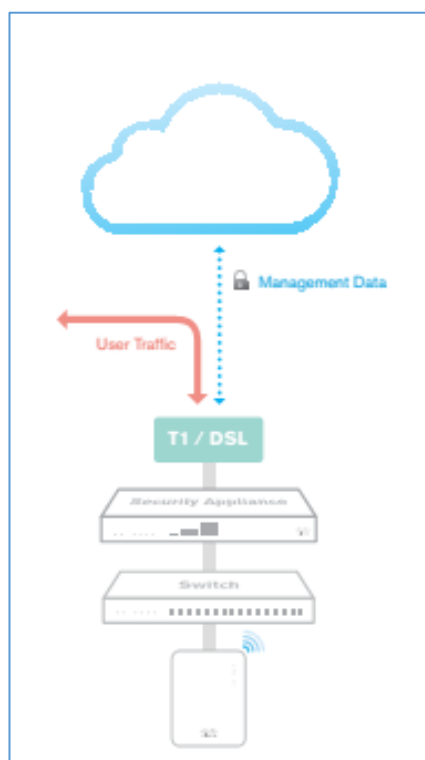 Management Data
User Traffic
T1 / DSL
Security Appliance
Switch